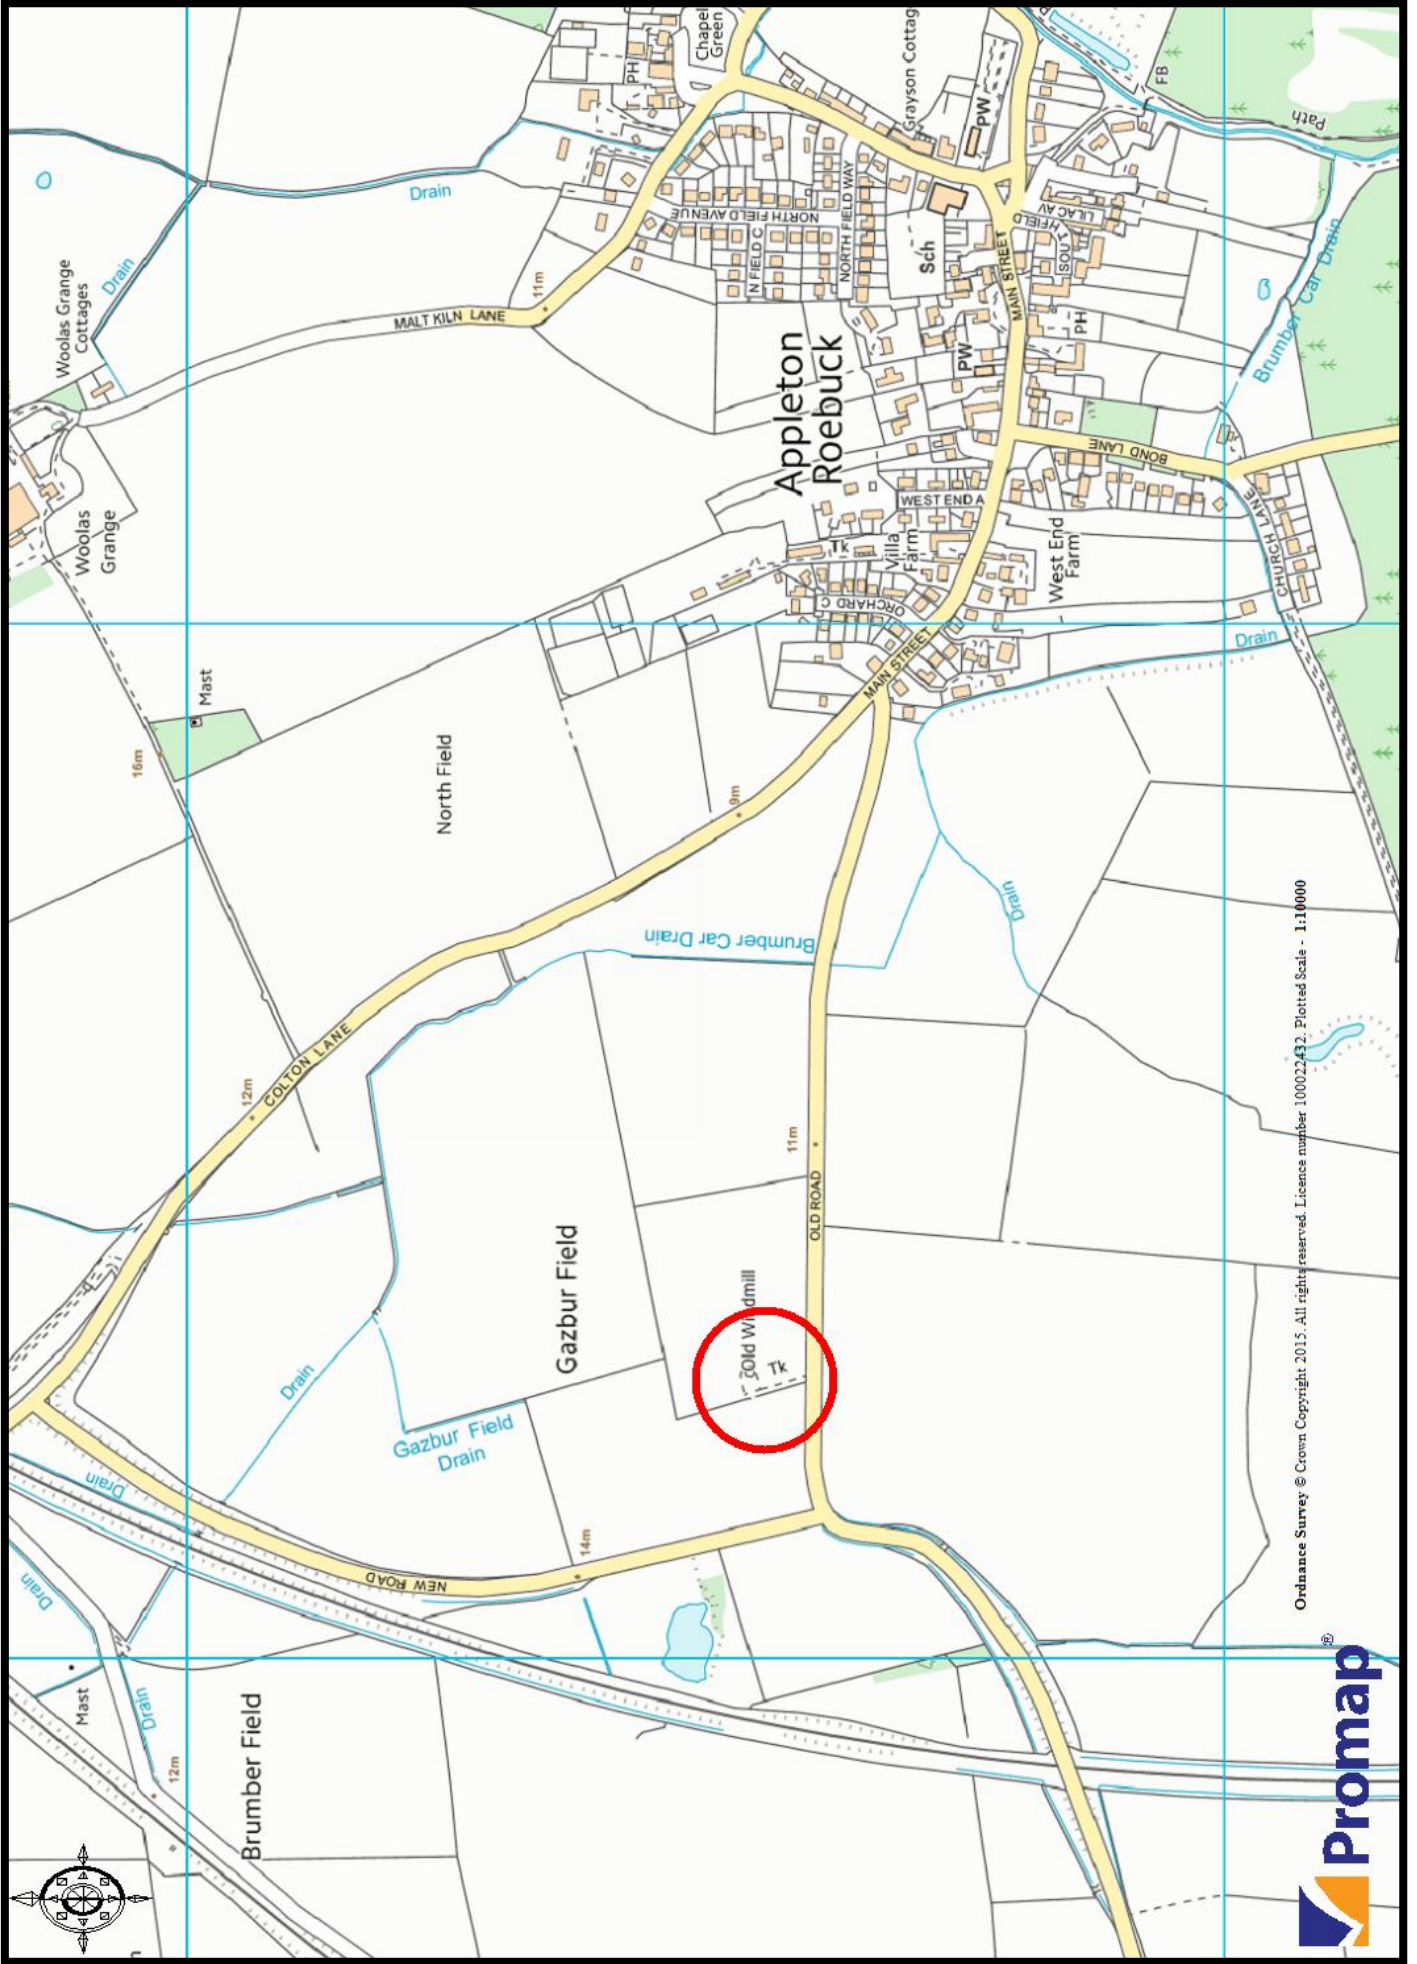 Mast
12m
Drain
Drain
Brumber Field
Drain
NEW ROAD
14m
Drain
Gazbur Field
Drain
Gazbur Field
Old Windmill
Tk
OLD ROAD
11m
12m
COLTON LANE
16m
Mast
North Field
9m
Brumber Car Drain
Drain
Woolas
Grange
Woolas Grange
Cottages
Drain
Drain
MALT KILN LANE
11m
Appleton
Roebuck
PH
Chapel
Green
NORTH FIELD AVENUE
N FIELD C
NORTH FIELD WAY
Grayson Cottag
Sch
PW
PW
MAIN STREET
SOUTHFIELD
LILAC AV
PH
FB
Path
Tk
Villa
Farm
WEST END A
ORCHARD C
MAIN STREET
West End
Farm
BOND LANE
CHURCH LANE
Drain
Brumber Car Drain
Ordnance Survey © Crown Copyright 2015. All rights reserved. Licence number 100022432. Plotted Scale - 1:10000
Promap®